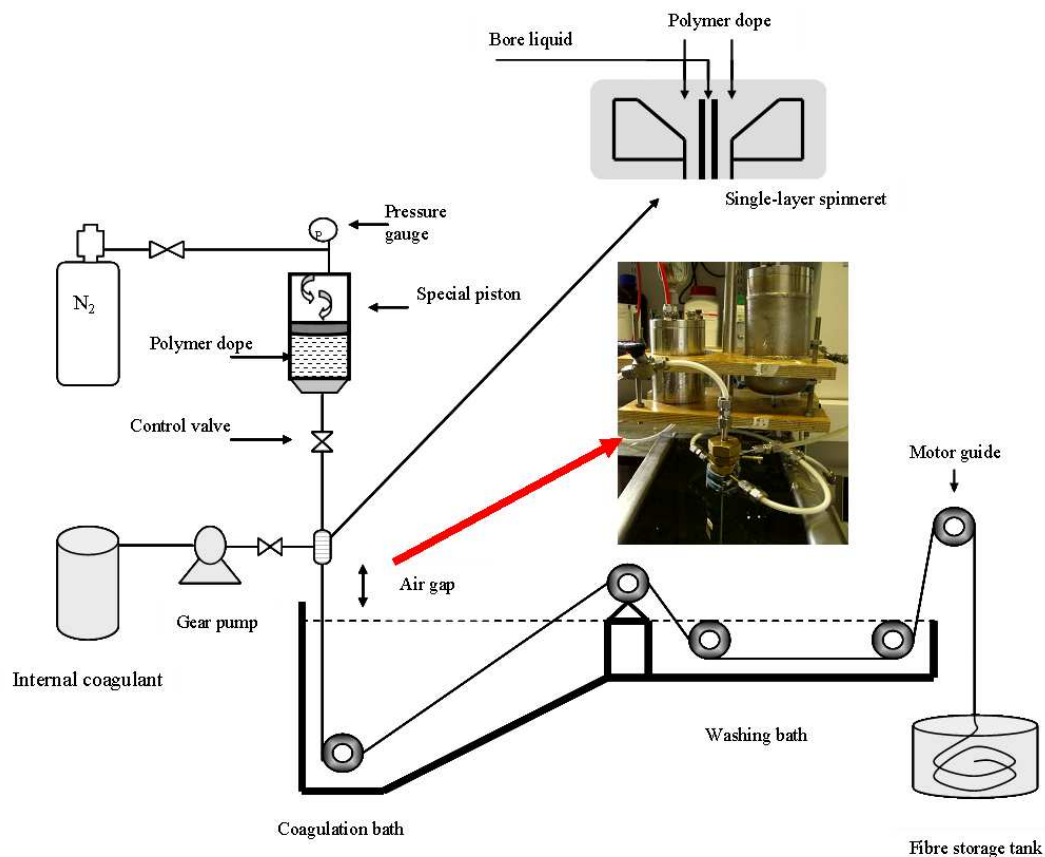 Polymer dope
Bore liquid
Single-layer spinneret
Pressure
gauge
P
N2
Special piston
Polymer dope
Control valve
Motor guide
Air gap
Gear pump
Internal coagulant
Washing bath
Coagulation bath
Fibre storage tank